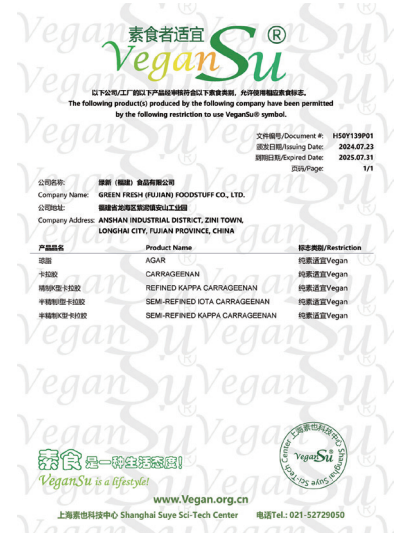 素食者适宜
VeganSu®
以下公司/工厂的以下产品经审核符合以下素食类别，允许使用相应素食标志。
The following product(s) produced by the following company have been permitted
by the following restriction to use VeganSu® symbol.
文件编号/Document #: H50Y139P01
颁发日期/Issuing Date: 2024.07.23
到期日期/Expired Date: 2025.07.31
页码/Page: 1/1
公司名称: 绿新（福建）食品有限公司
Company Name: GREEN FRESH (FUJIAN) FOODSTUFF CO., LTD.
公司地址: 福建省龙海区紫泥镇安山工业园
Company Address: ANSHAN INDUSTRIAL DISTRICT, ZINI TOWN,
LONGHAI CITY, FUJIAN PROVINCE, CHINA
产品品名 Product Name 标志类别/Restriction
琼脂 AGAR 纯素适宜Vegan
卡拉胶 CARRAGEENAN 纯素适宜Vegan
精制K型卡拉胶 REFINED KAPPA CARRAGEENAN 纯素适宜Vegan
半精制I型卡拉胶 SEMI-REFINED IOTA CARRAGEENAN 纯素适宜Vegan
半精制K型卡拉胶 SEMI-REFINED KAPPA CARRAGEENAN 纯素适宜Vegan
素食是一种生活态度!
VeganSu is a lifestyle!
上海素也科技中心 Shanghai Suye Sci-Tech Center
VeganSu®
www.Vegan.org.cn
上海素也科技中心 Shanghai Suye Sci-Tech Center 电话Tel.: 021-52729050